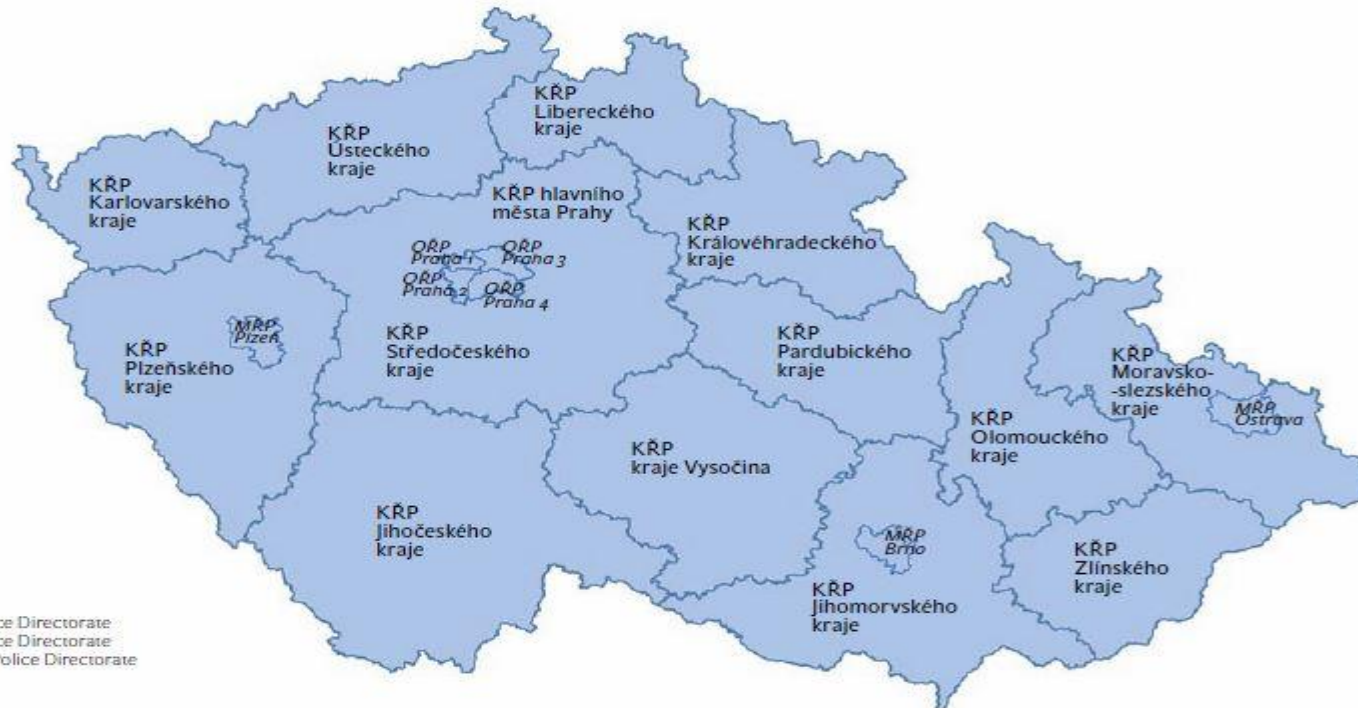 KŘP
Libereckého
kraje
KŘP
Ústeckého
kraje
KŘP
Karlovarského
kraje
KŘP hlavního
města Prahy
KŘP
Královéhradeckého
kraje
OŘP
Praha 1
OŘP
Praha 3
OŘP
Praha 2
OŘP
Praha 4
MŘP
Plzeň
KŘP
Plzeňského
kraje
KŘP
Středočeského
kraje
KŘP
Pardubického
kraje
KŘP
Moravsko-
-slezského
kraje
MŘP
Ostrava
KŘP
Olomouckého
kraje
KŘP
kraje Vysočina
KŘP
Jihočeského
kraje
MŘP
Brno
KŘP
Zlínského
kraje
KŘP
Jihomorvského
kraje
ce Directorate
ce Directorate
Police Directorate